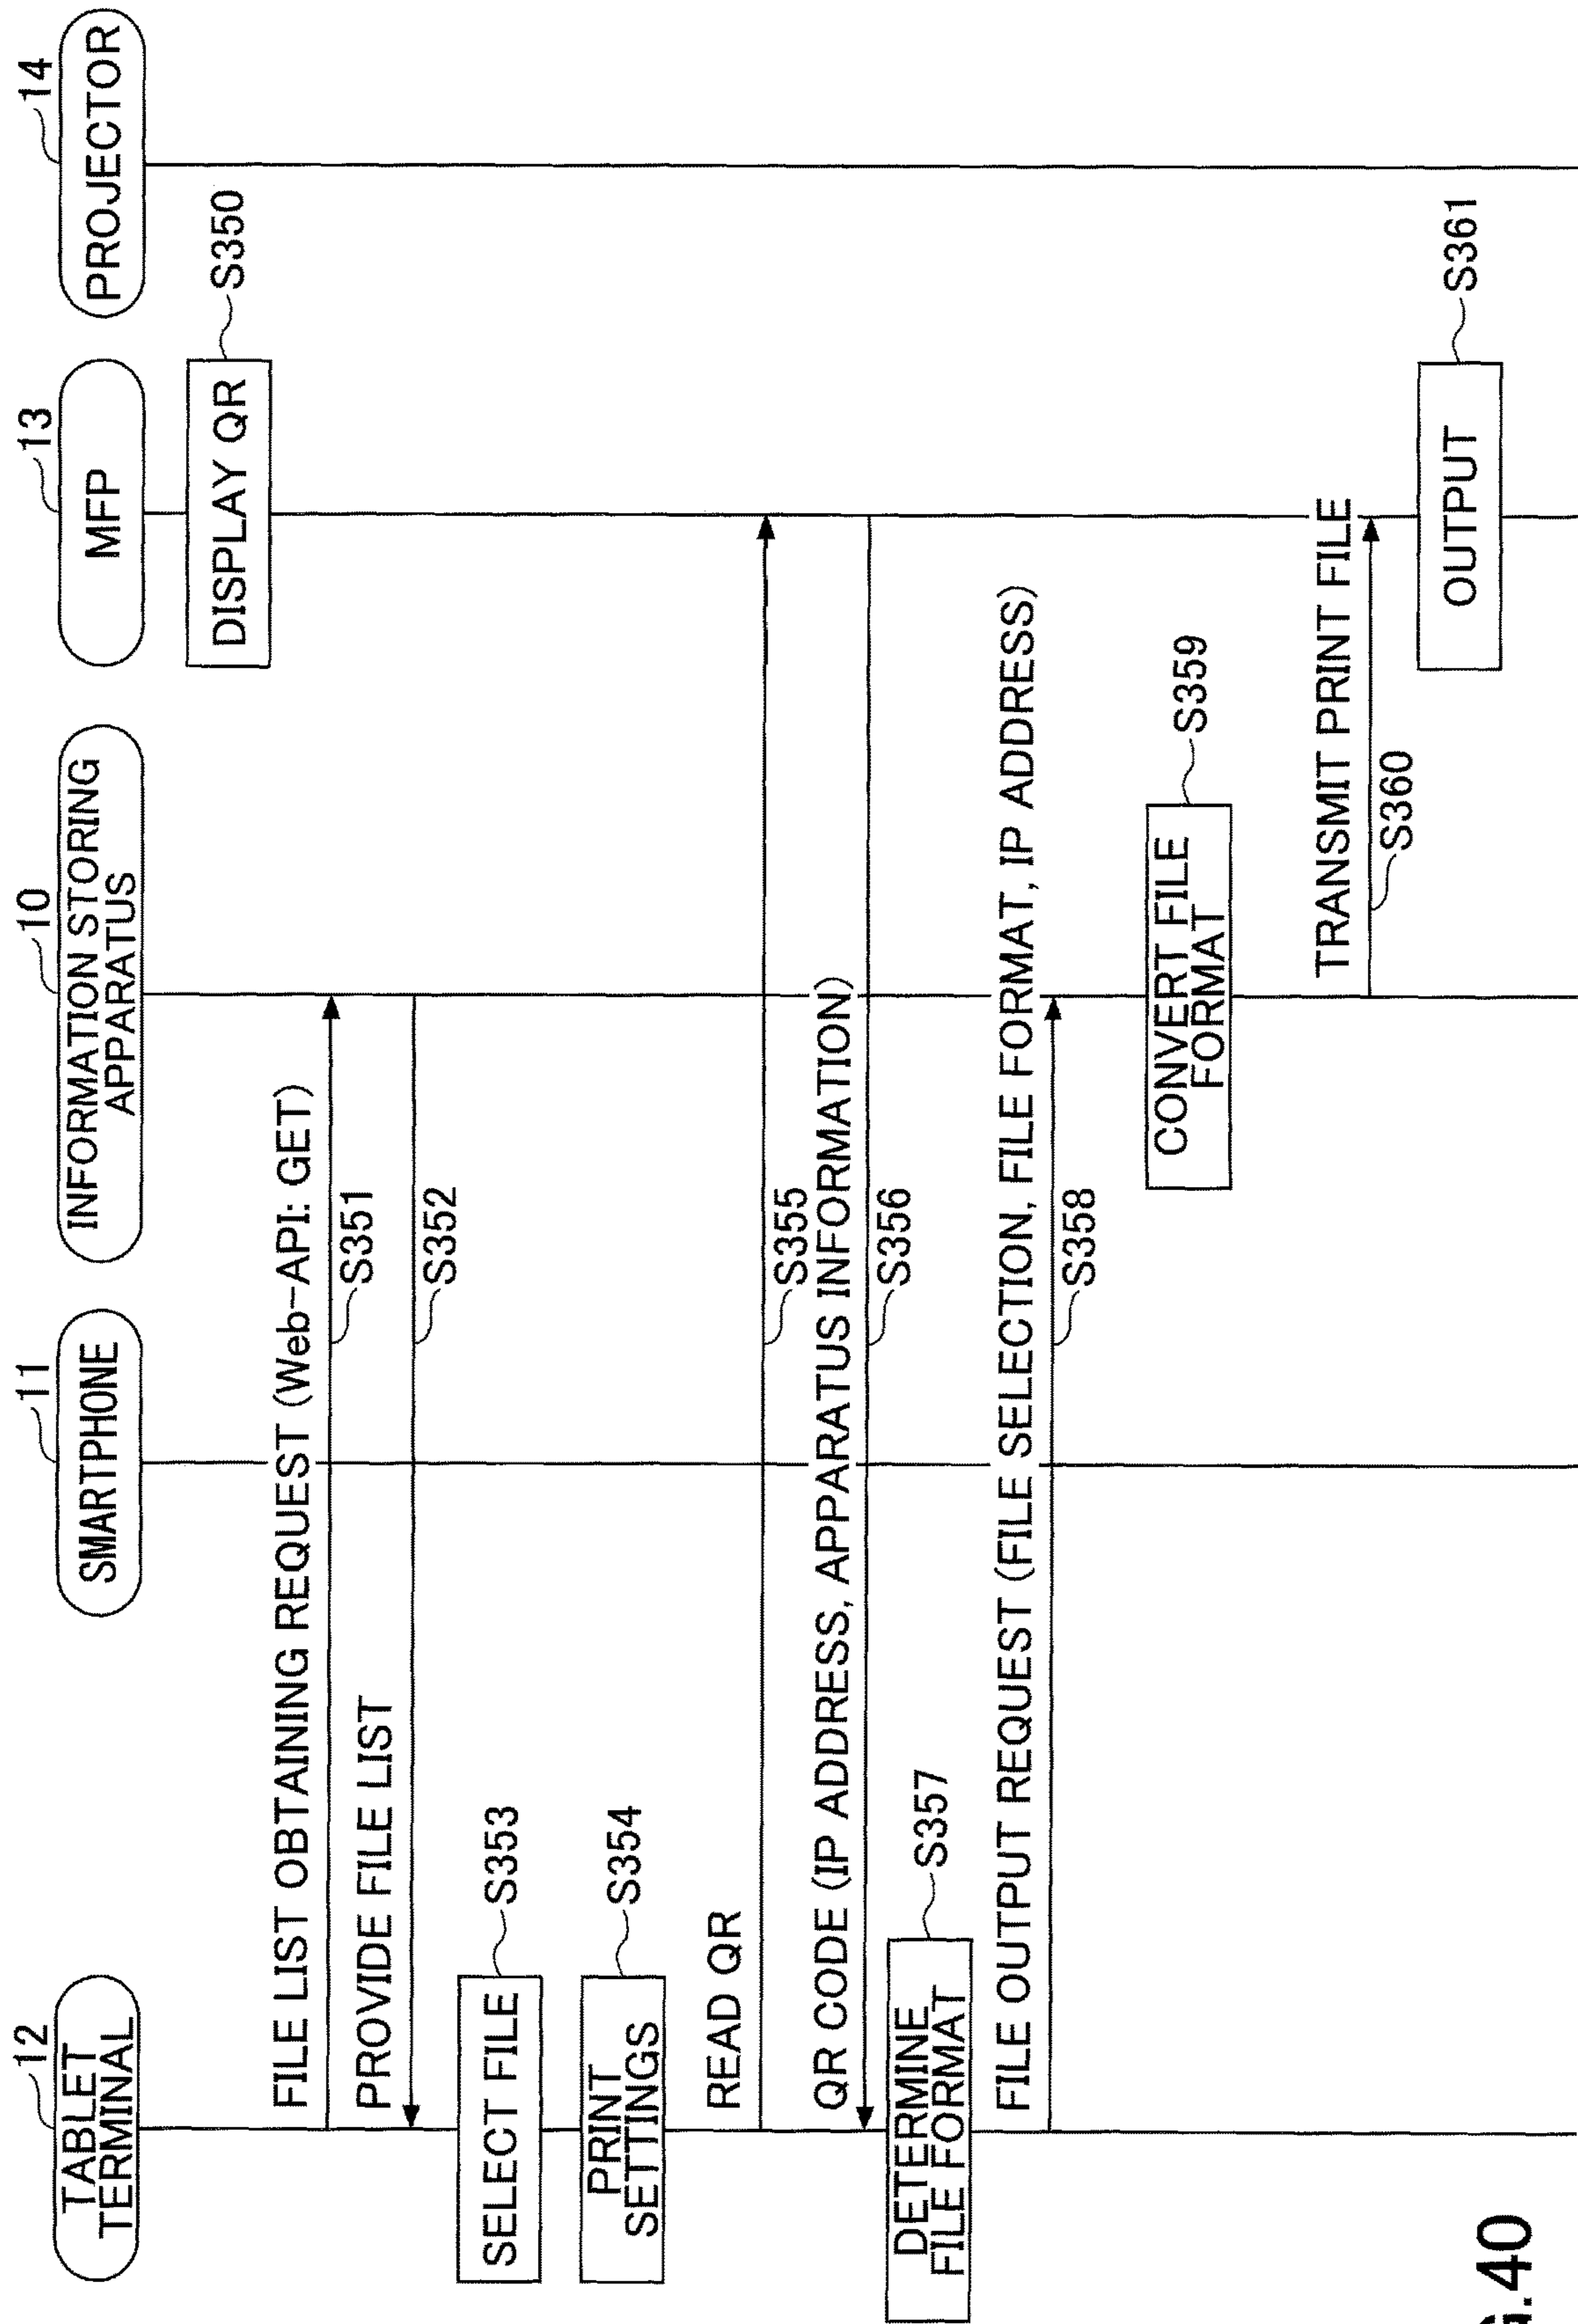 12
TABLET
TERMINAL
11
SMARTPHONE
10
INFORMATION STORING
APPARATUS
13
MFP
14
PROJECTOR
DISPLAY QR
S350
FILE LIST OBTAINING REQUEST (Web-API: GET)
S351
PROVIDE FILE LIST
S352
SELECT FILE
S353
PRINT
SETTINGS
S354
READ QR
S355
QR CODE (IP ADDRESS, APPARATUS INFORMATION)
S356
DETERMINE
FILE FORMAT
S357
FILE OUTPUT REQUEST (FILE SELECTION, FILE FORMAT, IP ADDRESS)
S358
CONVERT FILE
FORMAT
S359
TRANSMIT PRINT FILE
S360
OUTPUT
S361
G.40